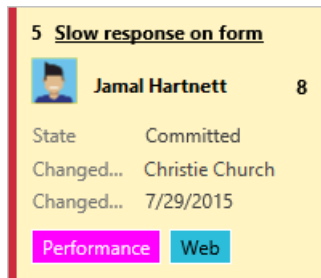 5 Slow response on form
Jamal Hartnett 8
State Committed
Changed... Christie Church
Changed... 7/29/2015
Performance Web